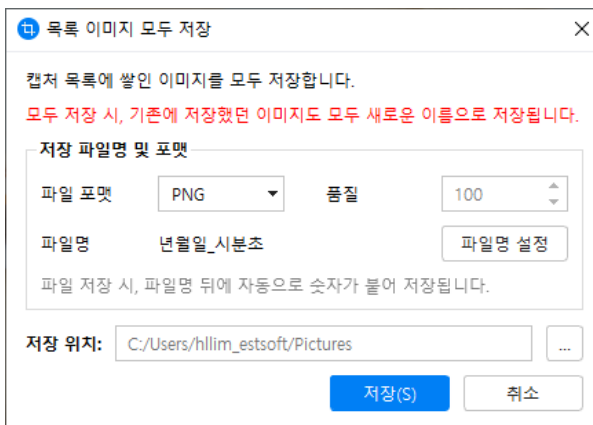 목록 이미지 모두 저장
캡처 목록에 쌓인 이미지를 모두 저장합니다.
모두 저장 시, 기존에 저장했던 이미지도 모두 새로운 이름으로 저장됩니다.
저장 파일명 및 포맷
파일 포맷 PNG 품질 100
파일명 년월일_시분초 파일명 설정
파일 저장 시, 파일명 뒤에 자동으로 숫자가 붙어 저장됩니다.
저장 위치: C:/Users/hllim_estsoft/Pictures ...
저장(S) 취소